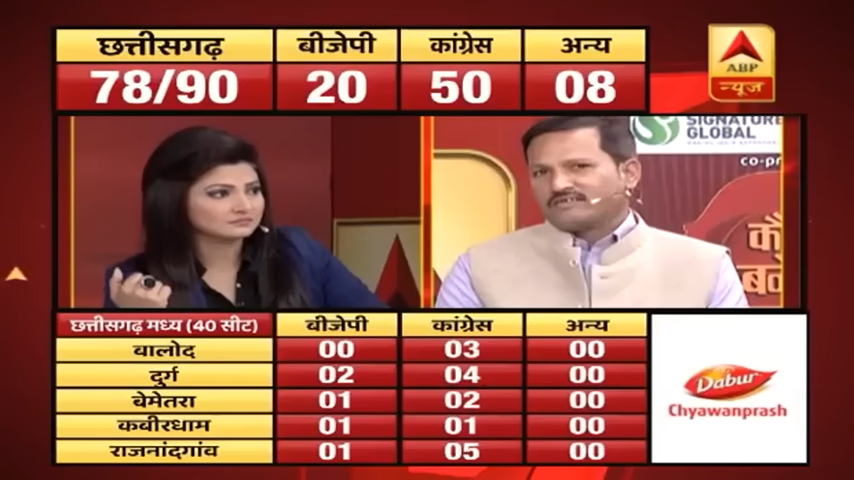 छत्तीसगढ़ बीजेपी कांग्रेस अन्य
78/90 20 50 08
ABP
न्यूज़
SIGNATURE
GLOBAL
co-pr
छत्तीसगढ़ मध्य (40 सीट) बीजेपी कांग्रेस अन्य
बालोद 00 03 00
दुर्ग 02 04 00
बेमेतरा 01 02 00
कबीरधाम 01 01 00
राजनांदगांव 01 05 00
Dabur
Chyawanprash